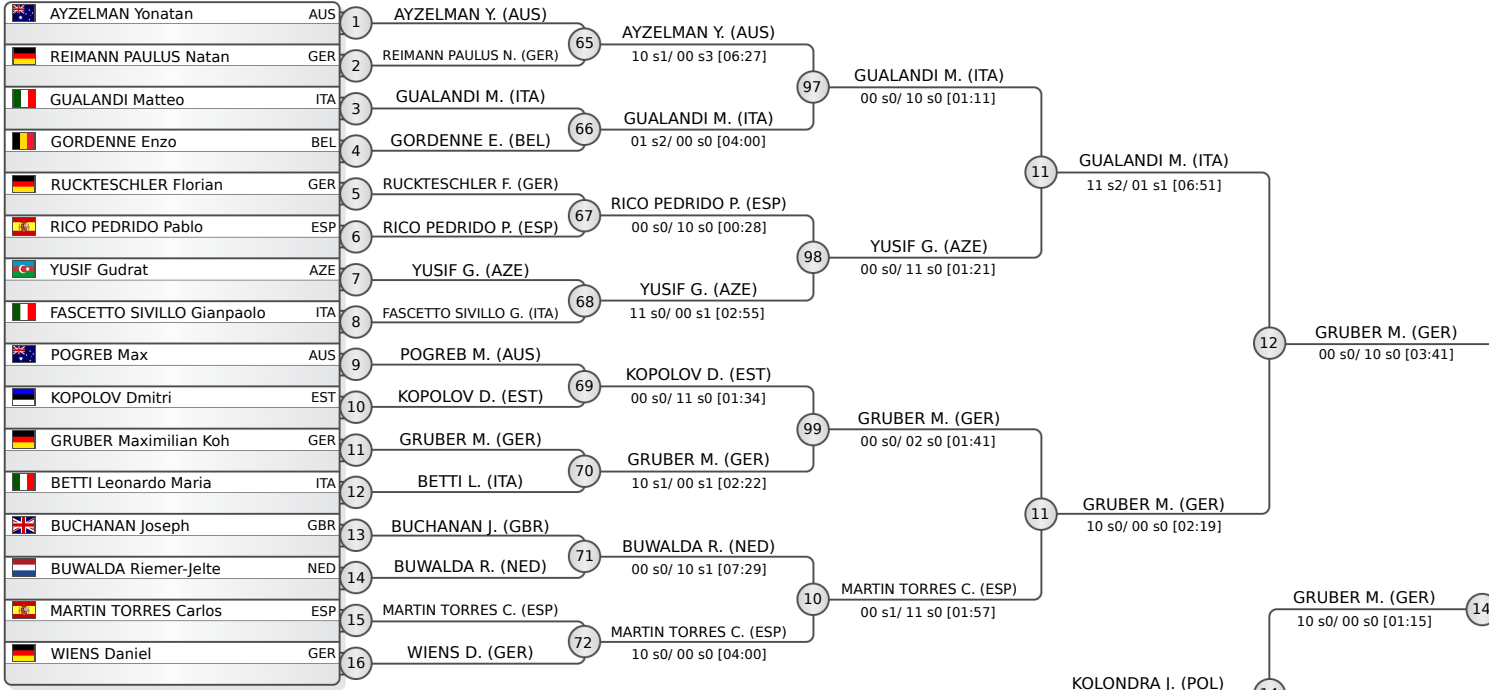 AYZELMAN Yonatan AUS
REIMANN PAULUS Natan GER
GUALANDI Matteo ITA
GORDENNE Enzo BEL
RUCKTESCHLER Florian GER
RICO PEDRIDO Pablo ESP
YUSIF Gudrat AZE
FASCETTO SIVILLO Gianpaolo ITA
POGREB Max AUS
KOPOLOV Dmitri EST
GRUBER Maximilian Koh GER
BETTI Leonardo Maria ITA
BUCHANAN Joseph GBR
BUWALDA Riemer-Jelte NED
MARTIN TORRES Carlos ESP
WIENS Daniel GER
1
2
3
4
5
6
7
8
9
10
11
12
13
14
15
16
AYZELMAN Y. (AUS)
REIMANN PAULUS N. (GER)
GUALANDI M. (ITA)
GORDENNE E. (BEL)
RUCKTESCHLER F. (GER)
RICO PEDRIDO P. (ESP)
YUSIF G. (AZE)
FASCETTO SIVILLO G. (ITA)
POGREB M. (AUS)
KOPOLOV D. (EST)
GRUBER M. (GER)
BETTI L. (ITA)
BUCHANAN J. (GBR)
BUWALDA R. (NED)
MARTIN TORRES C. (ESP)
WIENS D. (GER)
65
66
67
68
69
70
71
72
AYZELMAN Y. (AUS)
10 s1/ 00 s3 [06:27]
GUALANDI M. (ITA)
01 s2/ 00 s0 [04:00]
RICO PEDRIDO P. (ESP)
00 s0/ 10 s0 [00:28]
YUSIF G. (AZE)
11 s0/ 00 s1 [02:55]
KOPOLOV D. (EST)
00 s0/ 11 s0 [01:34]
GRUBER M. (GER)
10 s1/ 00 s1 [02:22]
BUWALDA R. (NED)
00 s0/ 10 s1 [07:29]
MARTIN TORRES C. (ESP)
10 s0/ 00 s0 [04:00]
97
98
99
10
GUALANDI M. (ITA)
00 s0/ 10 s0 [01:11]
YUSIF G. (AZE)
00 s0/ 11 s0 [01:21]
GRUBER M. (GER)
00 s0/ 02 s0 [01:41]
MARTIN TORRES C. (ESP)
00 s1/ 11 s0 [01:57]
11
11
GUALANDI M. (ITA)
11 s2/ 01 s1 [06:51]
GRUBER M. (GER)
10 s0/ 00 s0 [02:19]
12
GRUBER M. (GER)
00 s0/ 10 s0 [03:41]
GRUBER M. (GER)
10 s0/ 00 s0 [01:15]
14
KOLONDRA J. (POL)